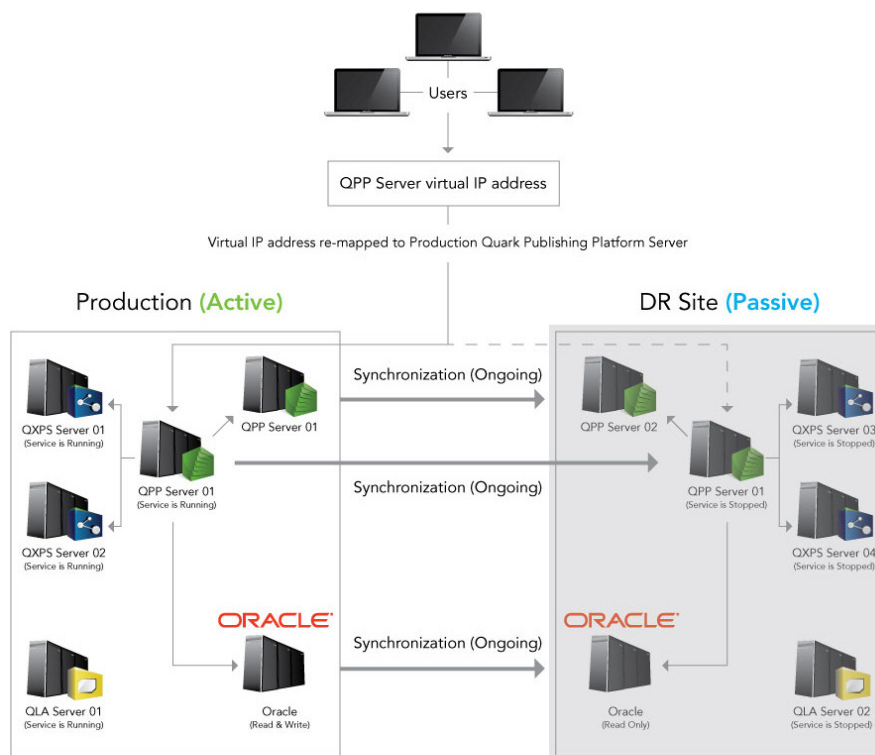 Users
QPP Server virtual IP address
Virtual IP address re-mapped to Production Quark Publishing Platform Server
Production (Active)
DR Site (Passive)
QXPS Server 01
(Service is Running)
QPP Server 01
QPP Server 01
(Service is Running)
QXPS Server 02
(Service is Running)
QLA Server 01
(Service is Running)
ORACLE
Oracle
(Read & Write)
Synchronization (Ongoing)
Synchronization (Ongoing)
Synchronization (Ongoing)
QPP Server 02
QPP Server 01
(Service is Stopped)
QXPS Server 03
(Service is Stopped)
QXPS Server 04
(Service is Stopped)
ORACLE
Oracle
(Read Only)
QLA Server 02
(Service is Stopped)